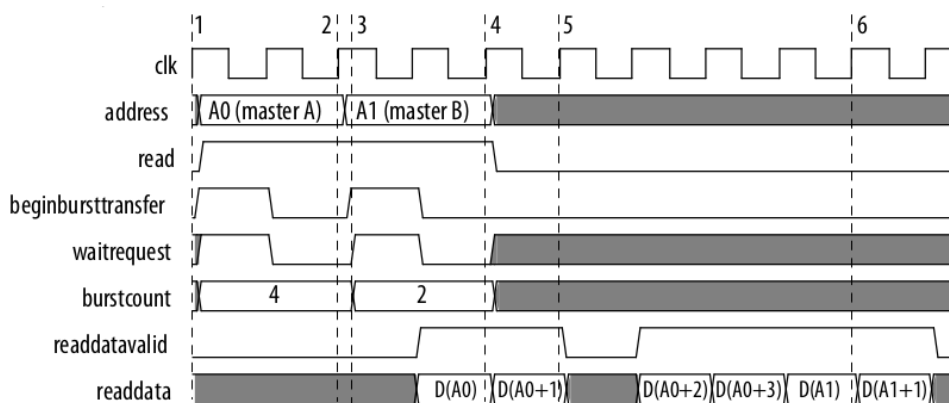 1 2 3 4 5 6
clk
address A0 (master A) A1 (master B)
read
beginbursttransfer
waitrequest
burstcount 4 2
readdatavalid
readdata D(A0) D(A0+1) D(A0+2) D(A0+3) D(A1) D(A1+1)